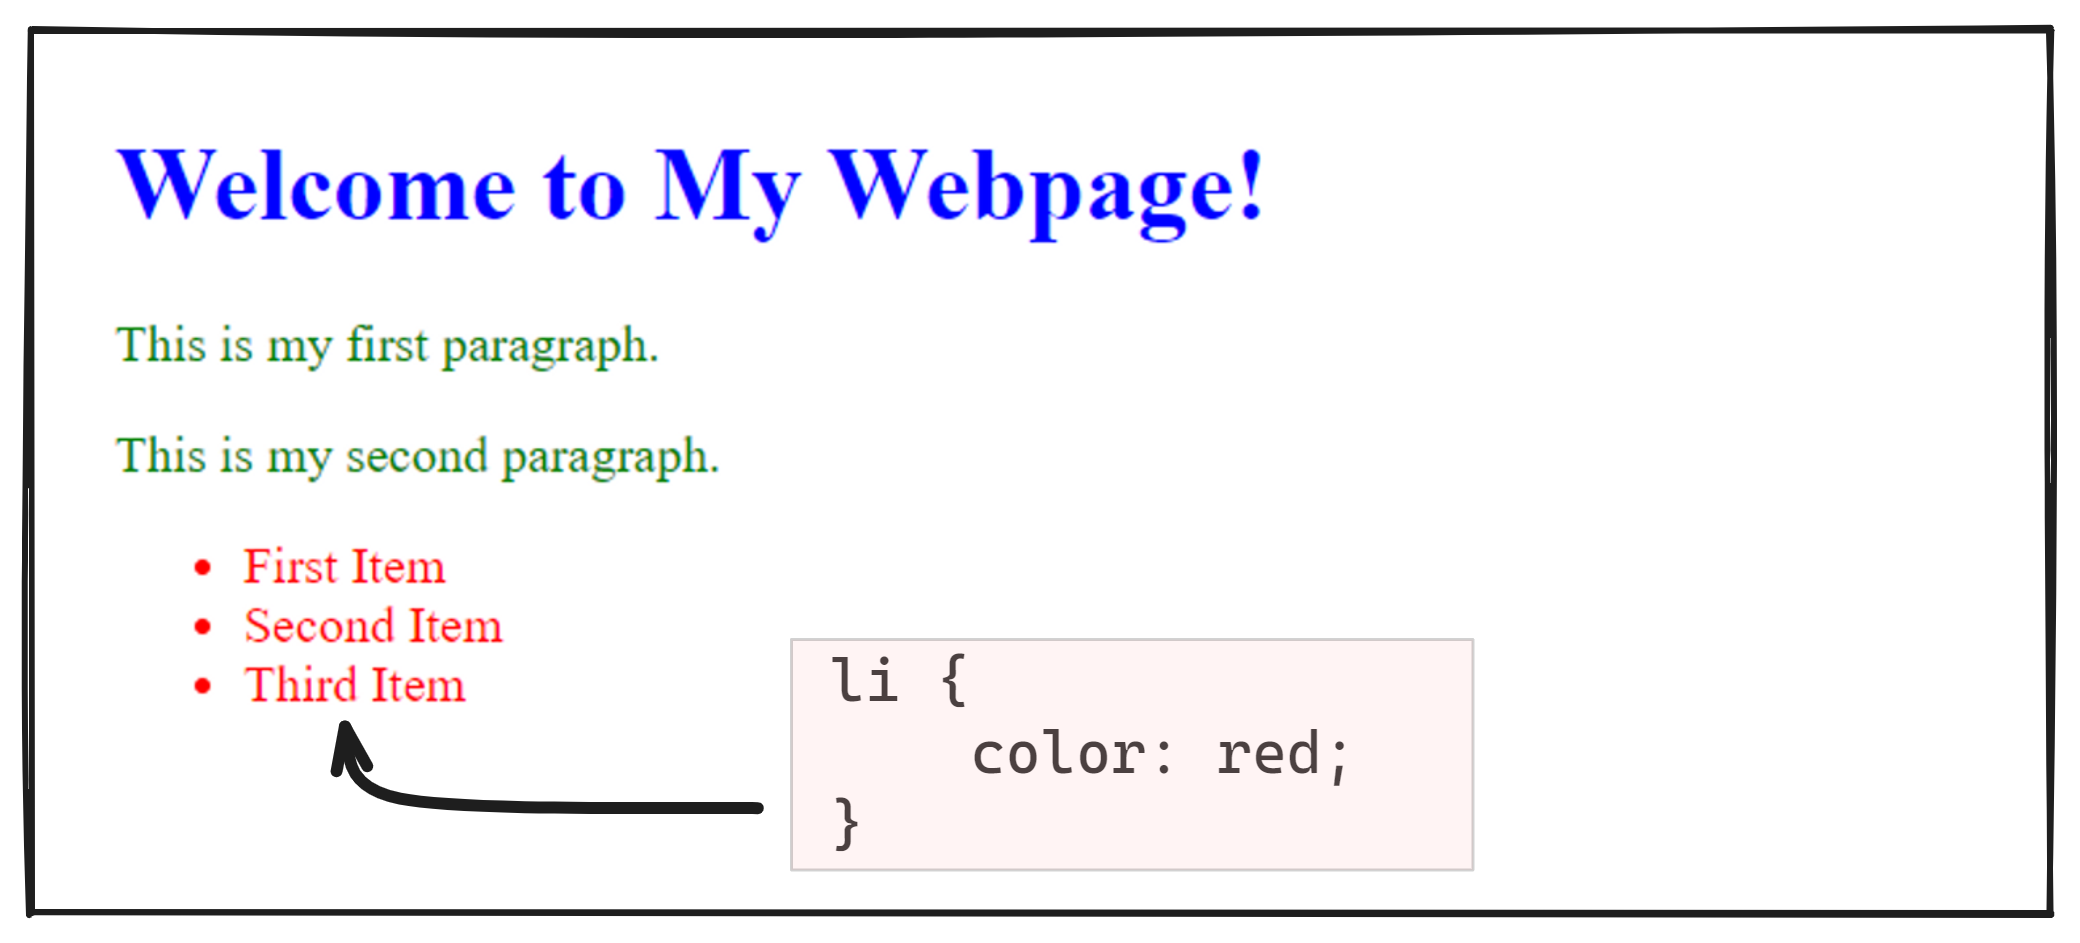 Welcome to My Webpage!
This is my first paragraph.
This is my second paragraph.
• First Item
• Second Item
• Third Item
li {
    color: red;
}